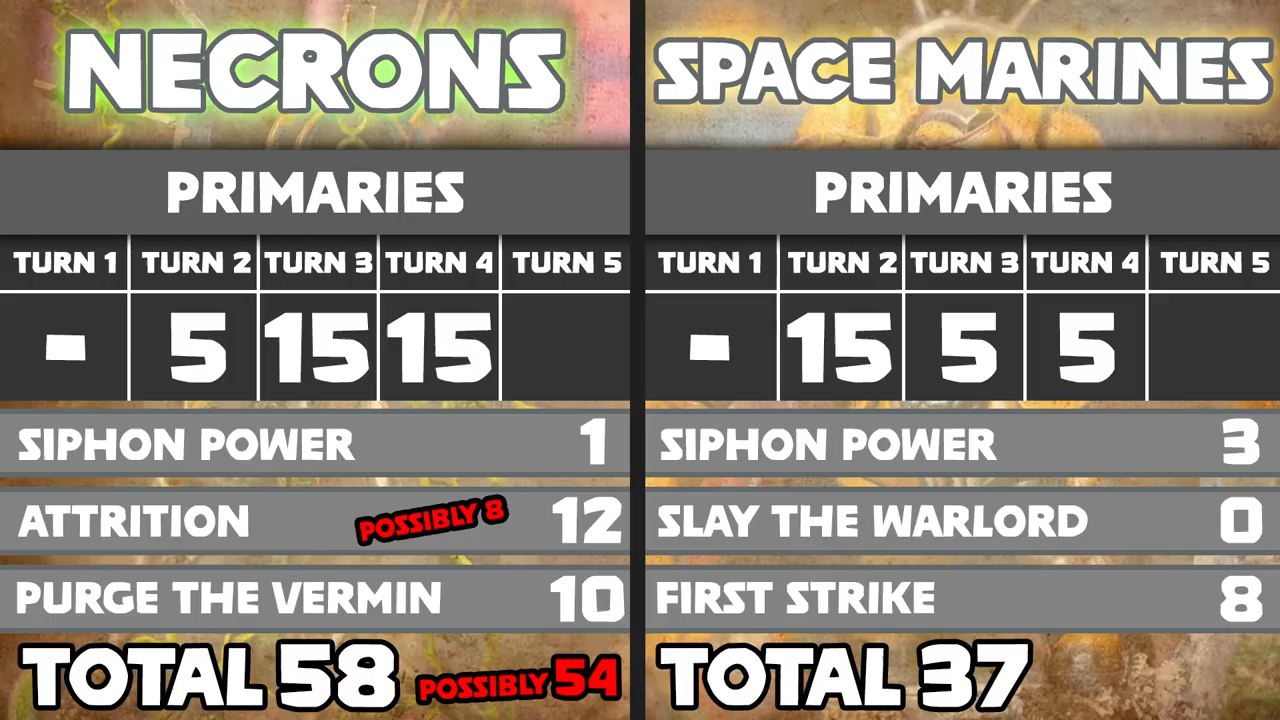 NECRONS
PRIMARIES
TURN 1 TURN 2 TURN 3 TURN 4 TURN 5
- 5 15 15
SIPHON POWER 1
ATTRITION POSSIBLY 8 12
PURGE THE VERMIN 10
TOTAL 58 POSSIBLY 54
SPACE MARINES
PRIMARIES
TURN 1 TURN 2 TURN 3 TURN 4 TURN 5
- 15 5 5
SIPHON POWER 3
SLAY THE WARLORD 0
FIRST STRIKE 8
TOTAL 37